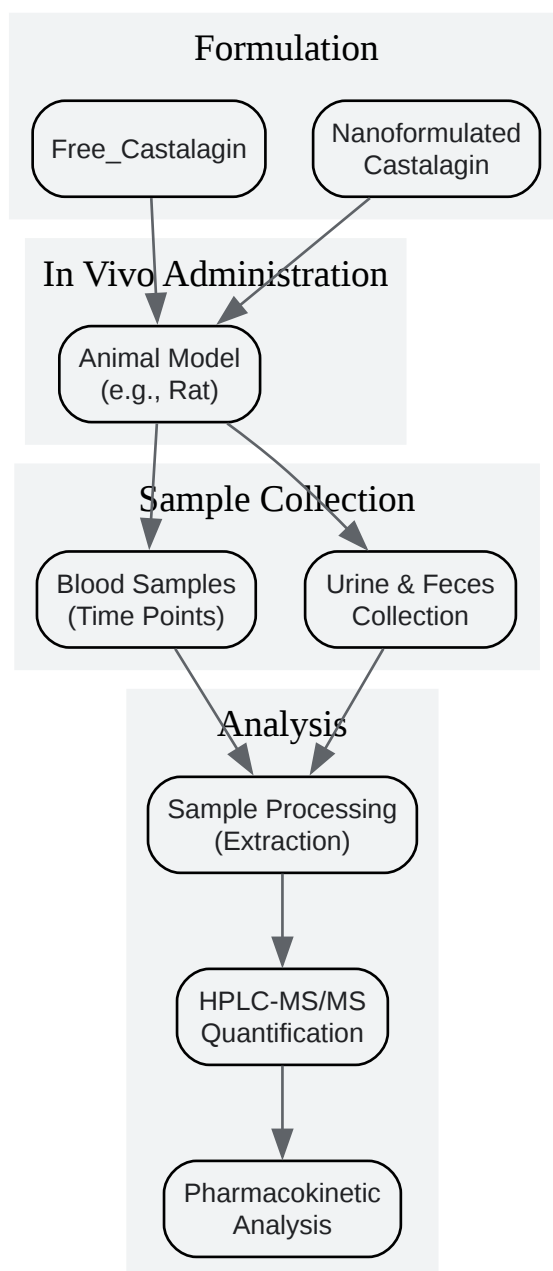 Formulation
Free_Castalagin
Nanoformulated
Castalagin
In Vivo Administration
Animal Model
(e.g., Rat)
Sample Collection
Blood Samples
(Time Points)
Urine & Feces
Collection
Analysis
Sample Processing
(Extraction)
HPLC-MS/MS
Quantification
Pharmacokinetic
Analysis